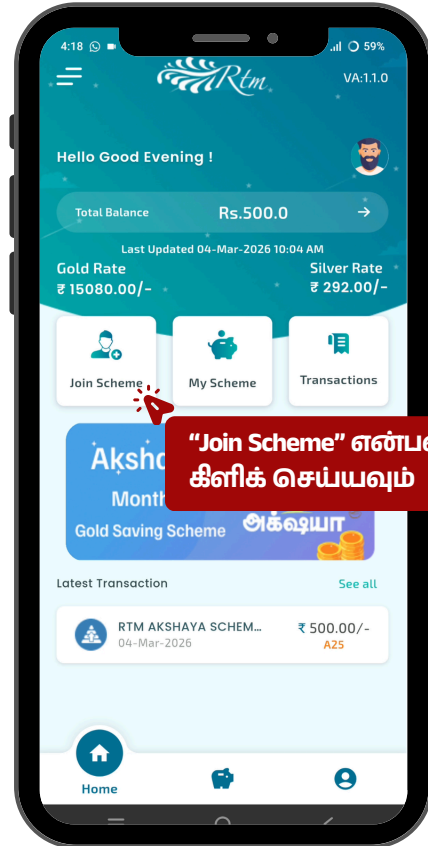 4:18
59%
Rtm
VA:1.1.0
Hello Good Evening !
Total Balance Rs.500.0
Last Updated 04-Mar-2026 10:04 AM
Gold Rate Silver Rate
₹ 15080.00/- ₹ 292.00/-
Join Scheme My Scheme Transactions
“Join Scheme”
கிளிக் செய்யவும்
Month
Gold Saving Scheme அக்ஷயா
Latest Transaction See all
RTM AKSHAYA SCHEM... ₹ 500.00/-
04-Mar-2026 A25
Home